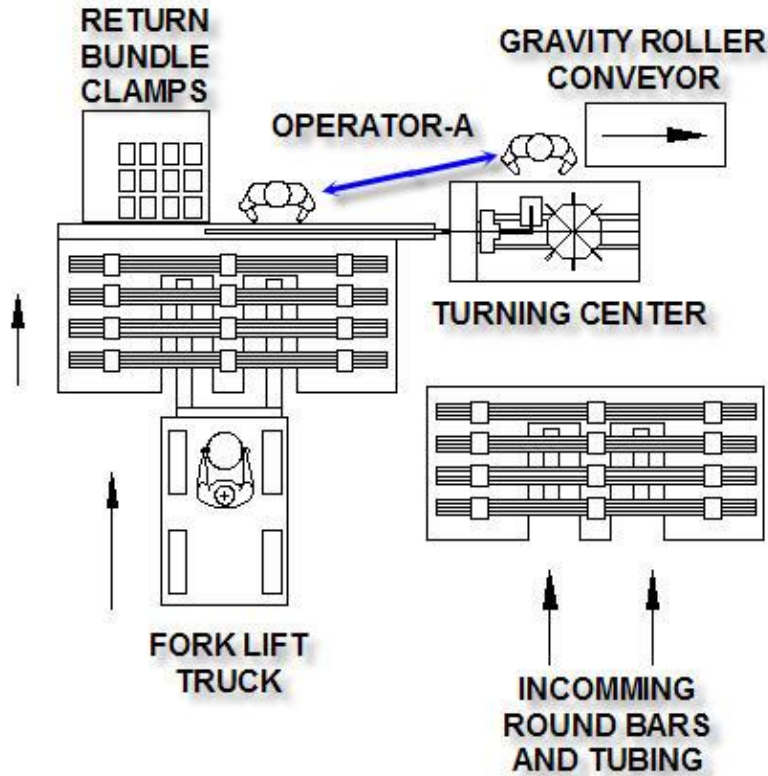 RETURN
BUNDLE
CLAMPS
GRAVITY ROLLER
CONVEYOR
OPERATOR-A
TURNING CENTER
FORK LIFT
TRUCK
INCOMMING
ROUND BARS
AND TUBING